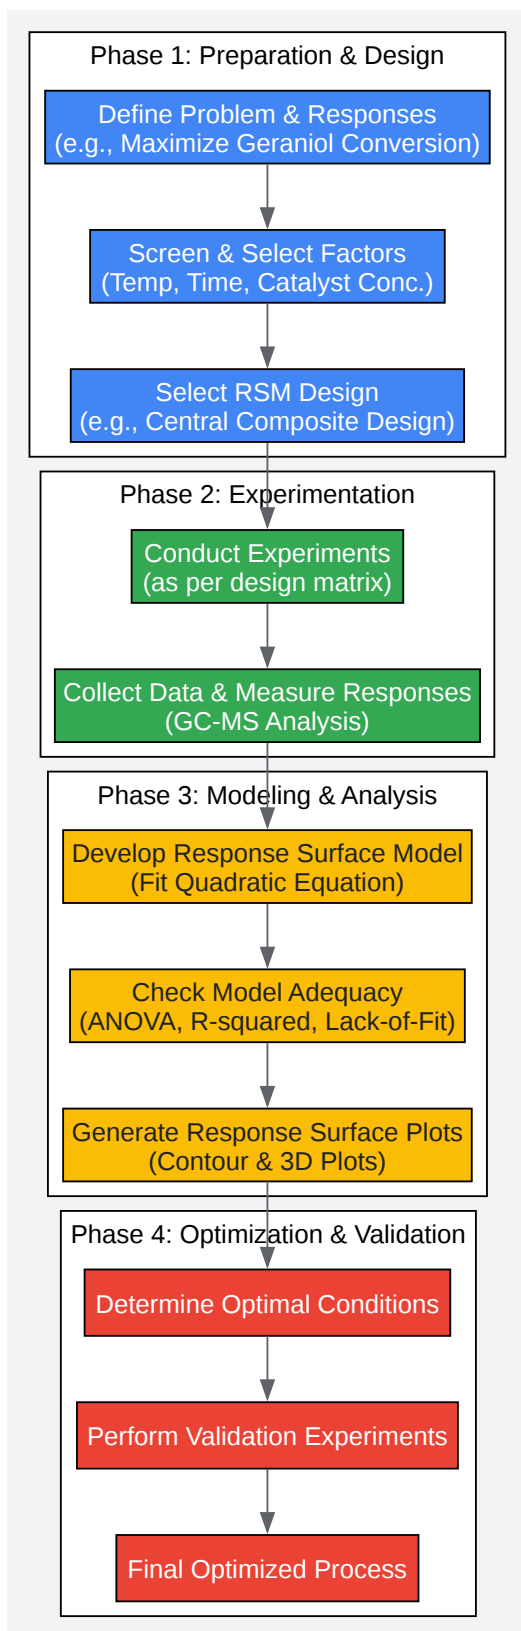 Phase 1: Preparation & Design
Define Problem & Responses
(e.g., Maximize Geraniol Conversion)
Screen & Select Factors
(Temp, Time, Catalyst Conc.)
Select RSM Design
(e.g., Central Composite Design)
Phase 2: Experimentation
Conduct Experiments
(as per design matrix)
Collect Data & Measure Responses
(GC-MS Analysis)
Phase 3: Modeling & Analysis
Develop Response Surface Model
(Fit Quadratic Equation)
Check Model Adequacy
(ANOVA, R-squared, Lack-of-Fit)
Generate Response Surface Plots
(Contour & 3D Plots)
Phase 4: Optimization & Validation
Determine Optimal Conditions
Perform Validation Experiments
Final Optimized Process